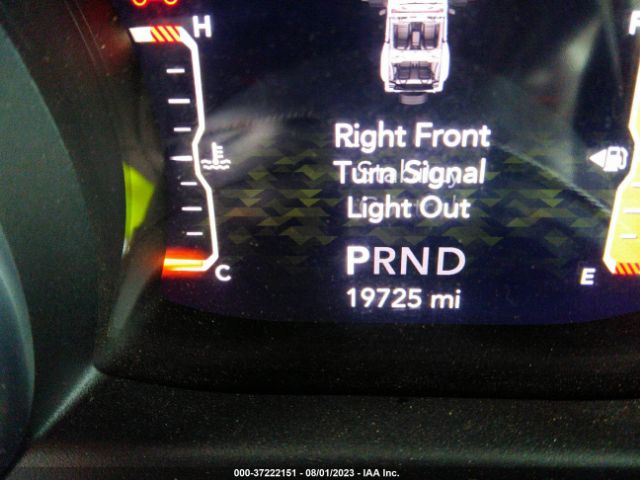 H
F
Right Front
Turn Signal
Light Out
PRND
C
E
19725 mi
000-37222151 - 08/01/2023 - IAA Inc.